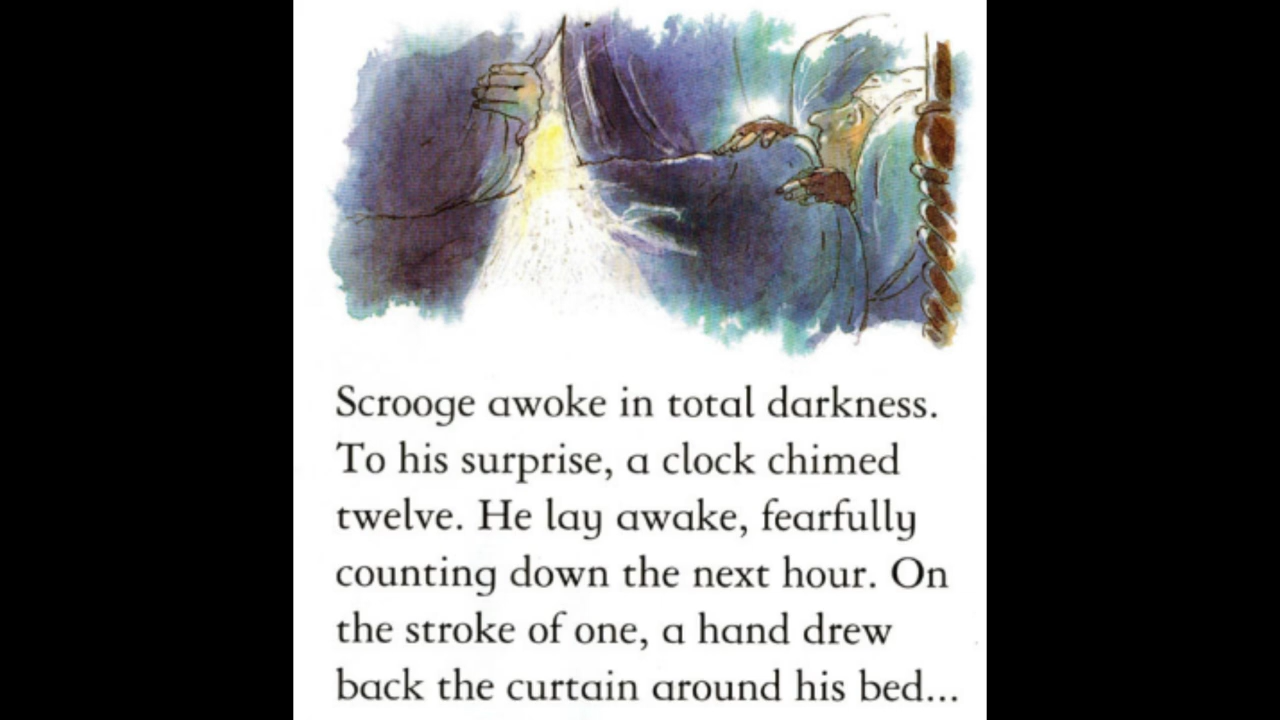 Scrooge awoke in total darkness.
To his surprise, a clock chimed
twelve. He lay awake, fearfully
counting down the next hour. On
the stroke of one, a hand drew
back the curtain around his bed...